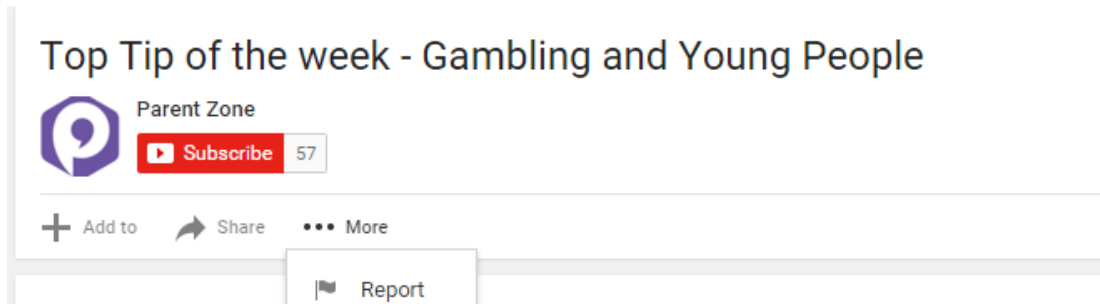 Top Tip of the week - Gambling and Young People
Parent Zone
Subscribe 57
Add to Share More
Report